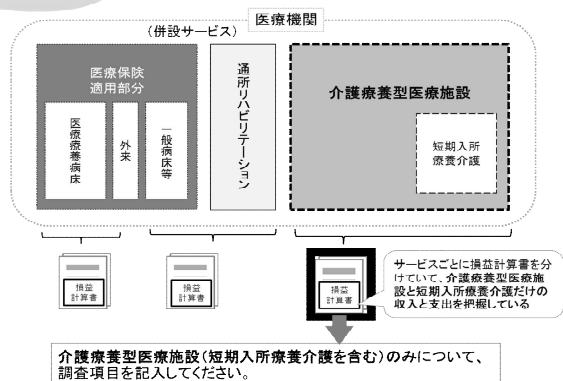 医療機関
（併設サービス）
医療保険
適用部分
医療療養病床
外来
一般病床等
通所リハビリテーション
介護療養型医療施設
短期入所
療養介護
損益
計算書
損益
計算書
損益
計算書
サービスごとに損益計算書を分
けていて、介護療養型医療施
設と短期入所療養介護だけの
収入と支出を把握している
介護療養型医療施設（短期入所療養介護を含む）のみについて、
調査項目を記入してください。